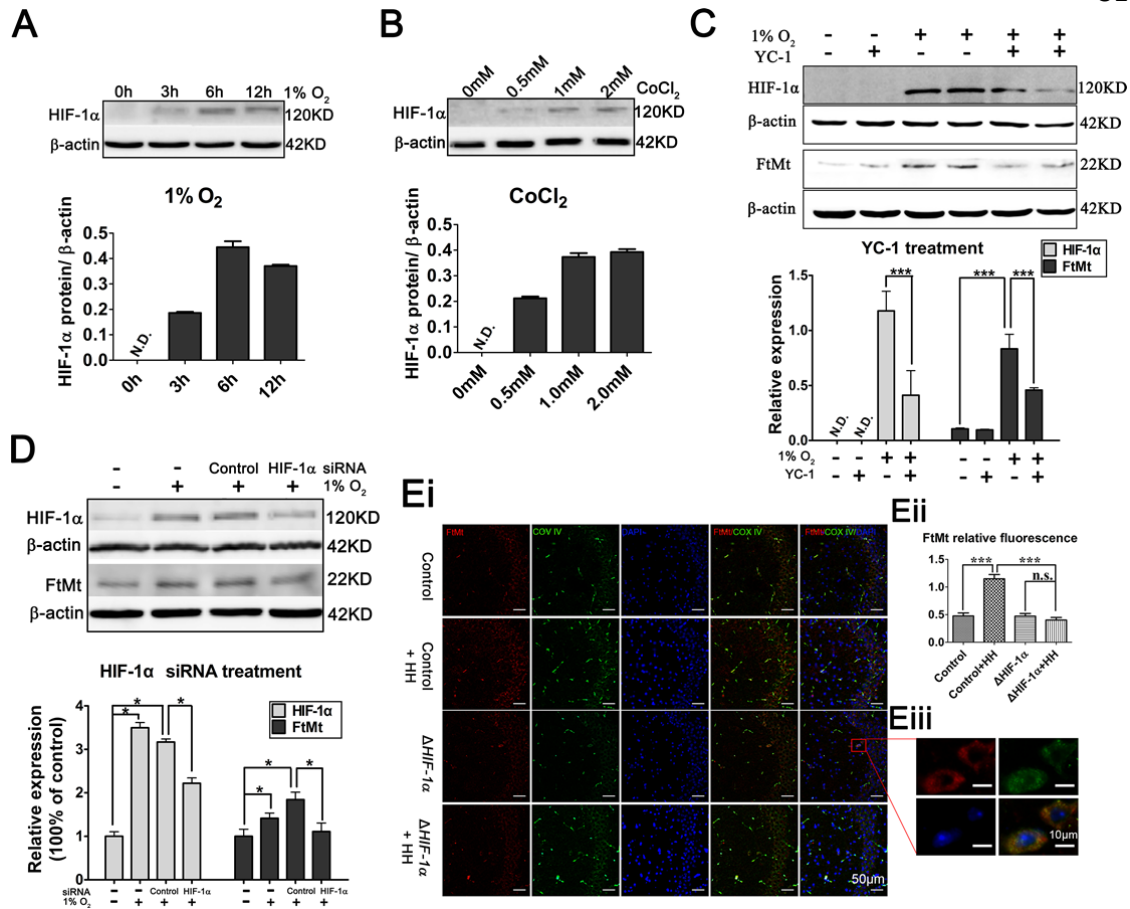 A
0h 3h 6h 12h 1% O₂
HIF-1α 120KD
β-actin 42KD
1% O₂
HIF-1α protein/ β-actin
0.5
0.4
0.3
0.2
0.1
0.0
N.D.
0h 3h 6h 12h
B
0mM 0.5mM 1mM 2mM CoCl₂
HIF-1α 120KD
β-actin 42KD
CoCl₂
HIF-1α protein/ β-actin
0.5
0.4
0.3
0.2
0.1
0.0
N.D.
0mM 0.5mM 1.0mM 2.0mM
C
1% O₂ - - + + + +
YC-1 - + - - + +
HIF-1α 120KD
β-actin 42KD
FtMt 22KD
β-actin 42KD
YC-1 treatment
HIF-1α
FtMt
Relative expression
1.5
1.0
0.5
0.0
N.D. N.D. *** *** ***
1% O₂ - - + + - - + +
YC-1 - + - + - + - +
D
- - Control HIF-1α siRNA
- + + + 1% O₂
HIF-1α 120KD
β-actin 42KD
FtMt 22KD
β-actin 42KD
HIF-1α siRNA treatment
HIF-1α
FtMt
Relative expression
(100% of control)
4
3
2
1
0
* * * * * *
siRNA - - Control HIF-1α - - Control HIF-1α
1% O₂ - + + + - + + +
Ei
FtMt COV IV DAPI FtMt/COX IV FtMt/COX IV/DAPI
Control
Control
+ HH
ΔHIF-1α
ΔHIF-1α
+ HH
50μm
Eii
FtMt relative fluorescence
1.5
1.0
0.5
0.0
*** ***
n.s.
Control Control+HH ΔHIF-1α ΔHIF-1α+HH
Eiii
10μm